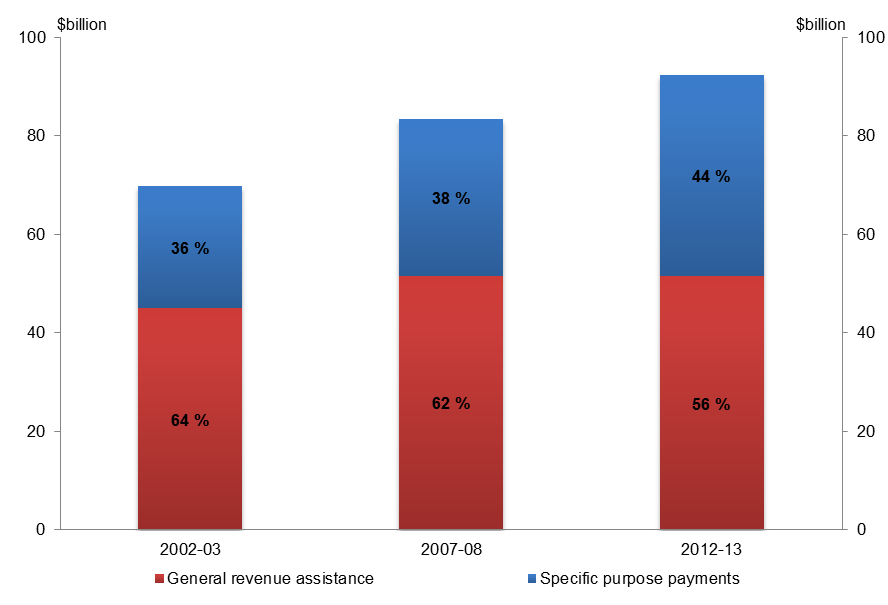 $billion $billion
100 100
80 80
60 60
40 40
20 20
0 0
36 % 38 % 44 %
64 % 62 % 56 %
2002-03 2007-08 2012-13
General revenue assistance Specific purpose payments